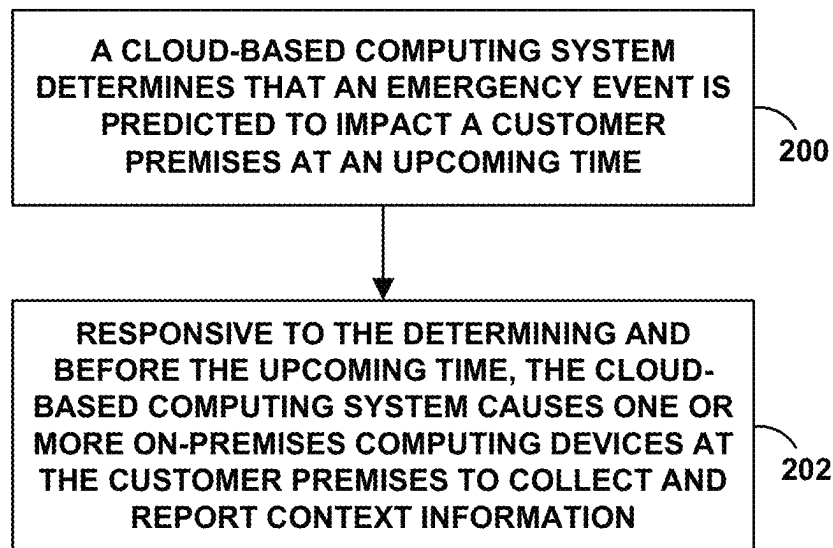 A CLOUD-BASED COMPUTING SYSTEM
DETERMINES THAT AN EMERGENCY EVENT IS
PREDICTED TO IMPACT A CUSTOMER
PREMISES AT AN UPCOMING TIME
200
RESPONSIVE TO THE DETERMINING AND
BEFORE THE UPCOMING TIME, THE CLOUD-
BASED COMPUTING SYSTEM CAUSES ONE OR
MORE ON-PREMISES COMPUTING DEVICES AT
THE CUSTOMER PREMISES TO COLLECT AND
REPORT CONTEXT INFORMATION
202